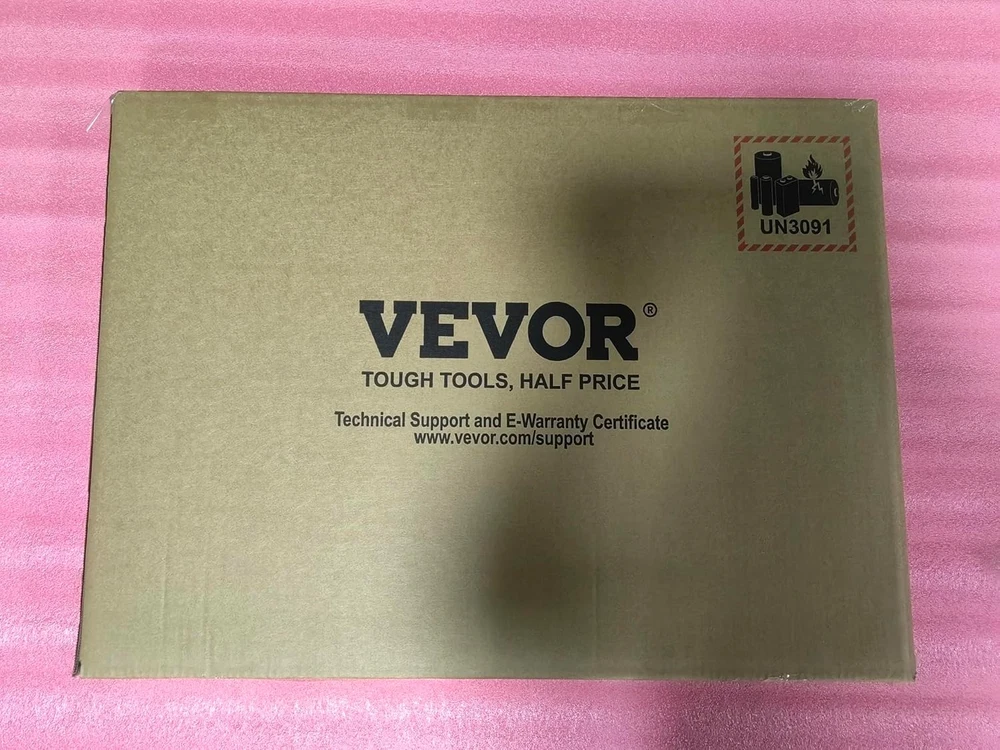 UN3091
VEVOR®
TOUGH TOOLS, HALF PRICE
Technical Support and E-Warranty Certificate
www.vevor.com/support